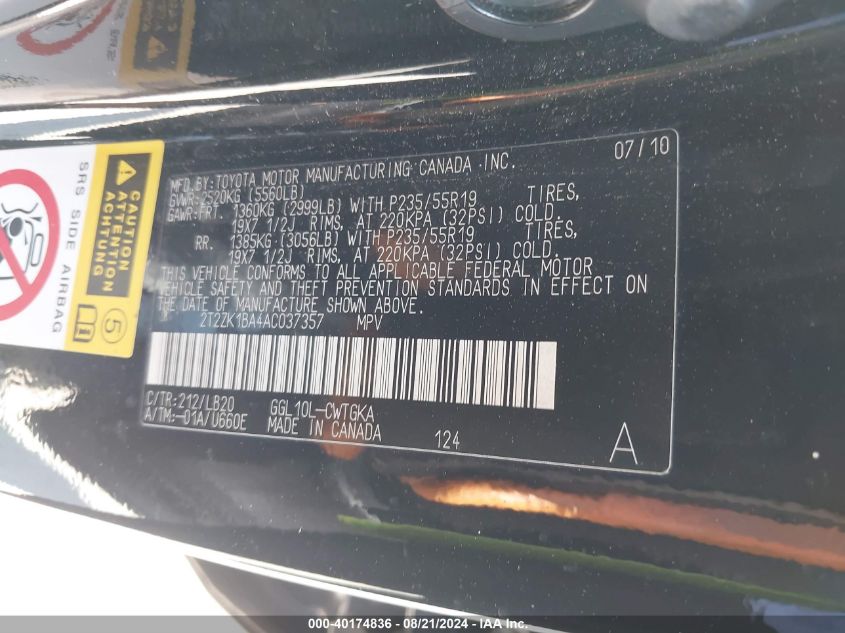 MFD.BY:TOYOTA MOTOR MANUFACTURING CANADA INC. 07/10
GVWR:2520KG (5560LB)
GAWR:FRT. 1360KG (2999LB) WITH P235/55R19 TIRES,
19X7 1/2J RIMS, AT 220KPA (32PSI) COLD.
RR. 1385KG (3056LB) WITH P235/55R19 TIRES,
19X7 1/2J RIMS, AT 220KPA (32PSI) COLD.
THIS VEHICLE CONFORMS TO ALL APPLICABLE FEDERAL MOTOR
VEHICLE SAFETY AND THEFT PREVENTION STANDARDS IN EFFECT ON
THE DATE OF MANUFACTURE SHOWN ABOVE.
2T2ZK1BA4AC037357 MPV
C/TR:212/LB20 GGL10L-CWTGKA
A/TM:-01A/U660E MADE IN CANADA 124 A
SRS SIDE AIRBAG
CAUTION
ATTENTION
ACHTUNG
5
000-40174836 - 08/21/2024 - IAAI, Inc.